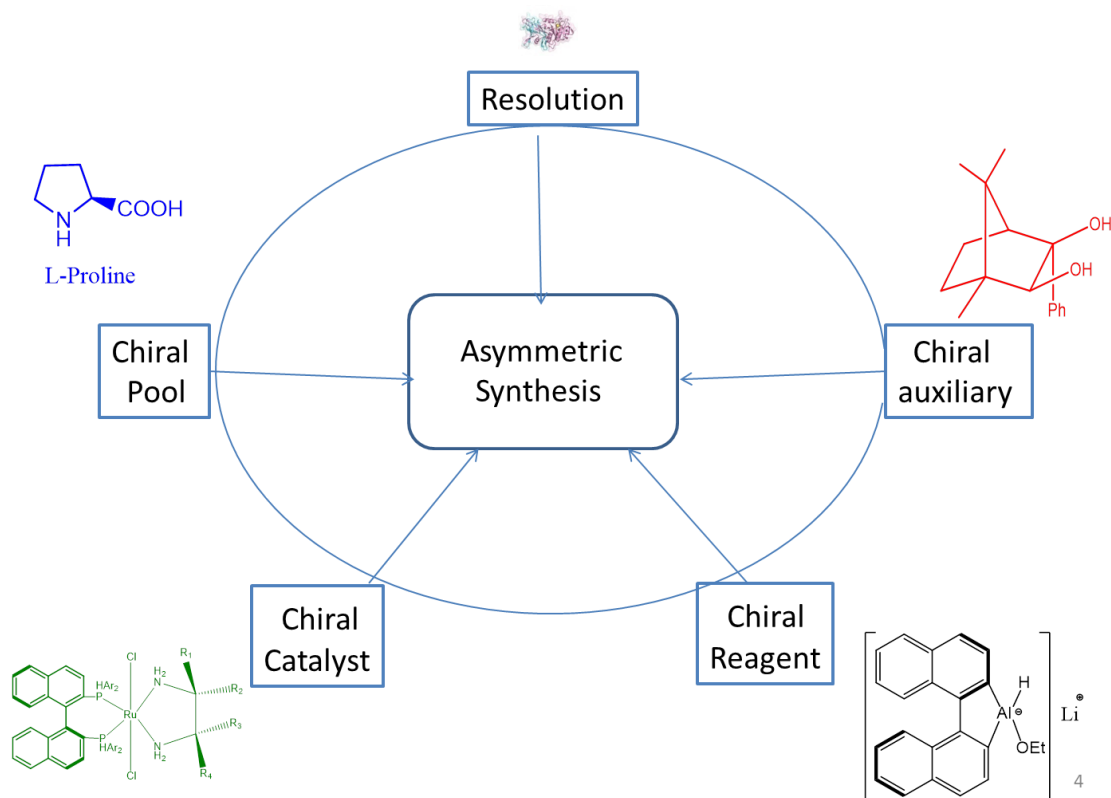 Resolution
N
H
COOH
L-Proline
OH
OH
Ph
Chiral
Pool
Asymmetric
Synthesis
Chiral
auxiliary
Chiral
Catalyst
Chiral
Reagent
Cl
HAr2
P
P
HAr2
Ru
Cl
H2
N
N
H2
R1
R2
R3
R4
H
Al
⊖
OEt
Li⊕
4